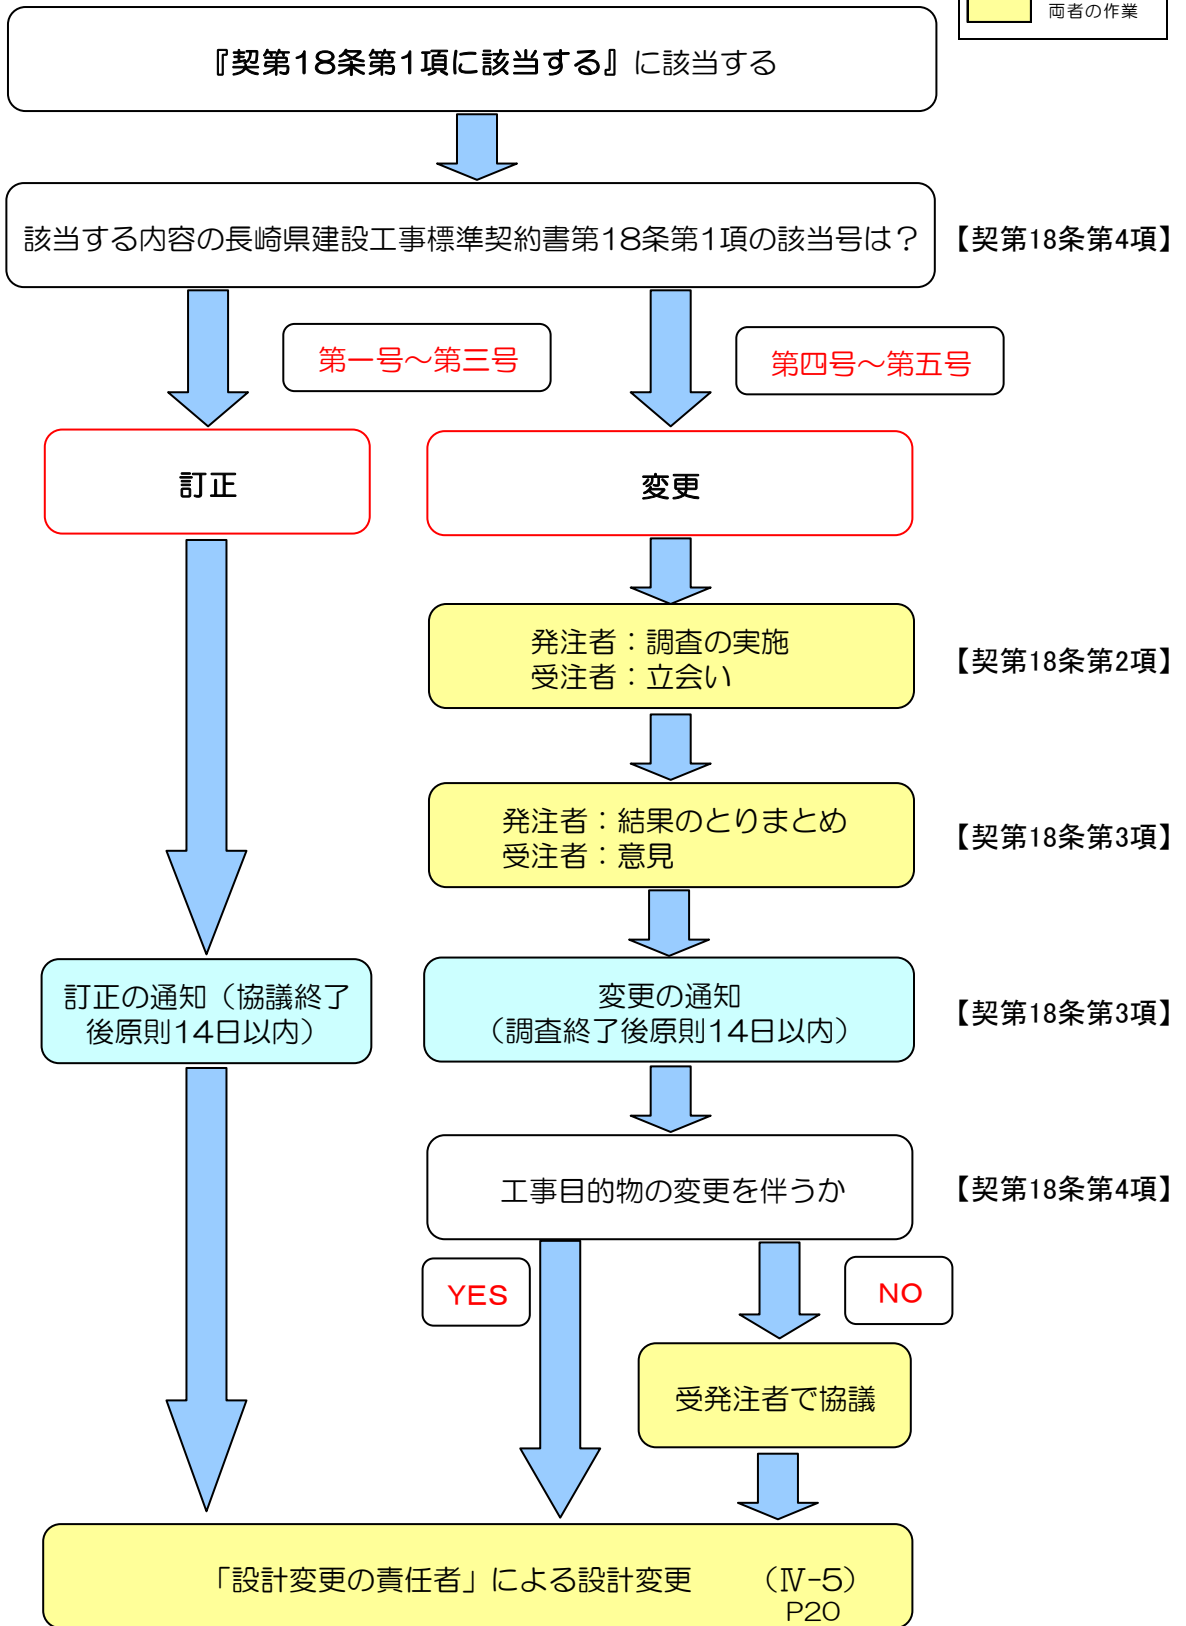 両者の作業
『契第18条第1項に該当する』に該当する
該当する内容の長崎県建設工事標準契約書第18条第1項の該当号は？
【契第18条第4項】
第一号～第三号
第四号～第五号
訂正
変更
発注者：調査の実施
受注者：立会い
【契第18条第2項】
発注者：結果のとりまとめ
受注者：意見
【契第18条第3項】
訂正の通知（協議終了
後原則14日以内）
変更の通知
（調査終了後原則14日以内）
【契第18条第3項】
工事目的物の変更を伴うか
【契第18条第4項】
YES
NO
受発注者で協議
「設計変更の責任者」による設計変更　　（Ⅳ-5）
P20